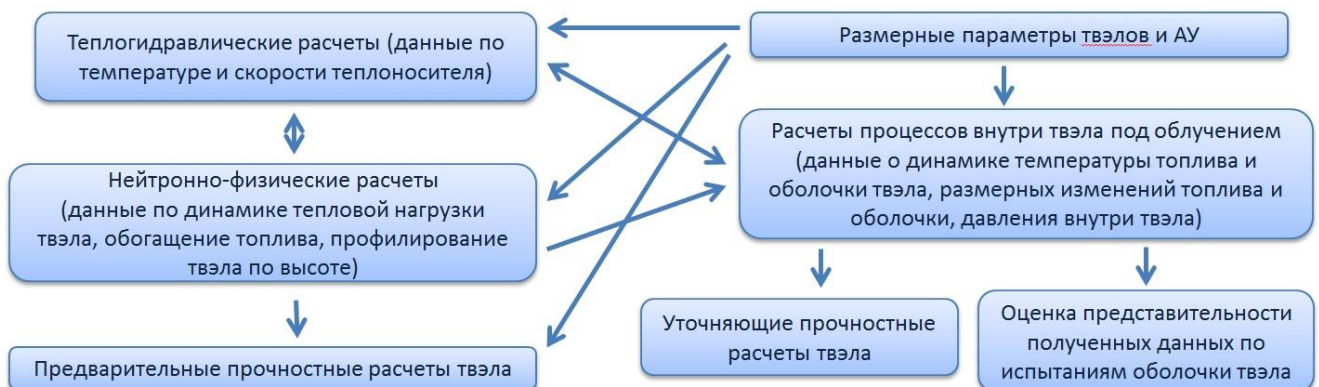 Теплогидравлические расчеты (данные по
температуре и скорости теплоносителя)
Размерные параметры твэлов и АУ
Нейтронно-физические расчеты
(данные по динамике тепловой нагрузки
твэла, обогащение топлива, профилирование
твэла по высоте)
Расчеты процессов внутри твэла под облучением
(данные о динамике температуры топлива и
оболочки твэла, размерных изменений топлива и
оболочки, давления внутри твэла)
Предварительные прочностные расчеты твэла
Уточняющие прочностные
расчеты твэла
Оценка представительности
полученных данных по
испытаниям оболочки твэла